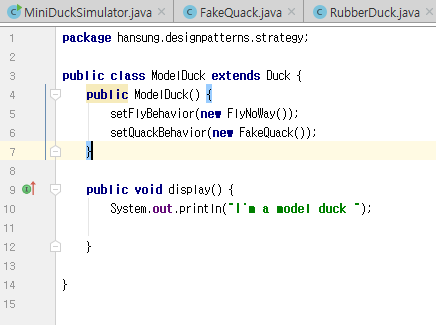 MiniDuckSimulator.java × FakeQuack.java × RubberDuck.java
1 package hansung.designpatterns.strategy;
2
3 public class ModelDuck extends Duck {
4 public ModelDuck() {
5 setFlyBehavior(new FlyNoWay());
6 setQuackBehavior(new FakeQuack());
7 }
8
9 public void display() {
10 System.out.println("I'm a model duck ");
11
12 }
13
14 }
15